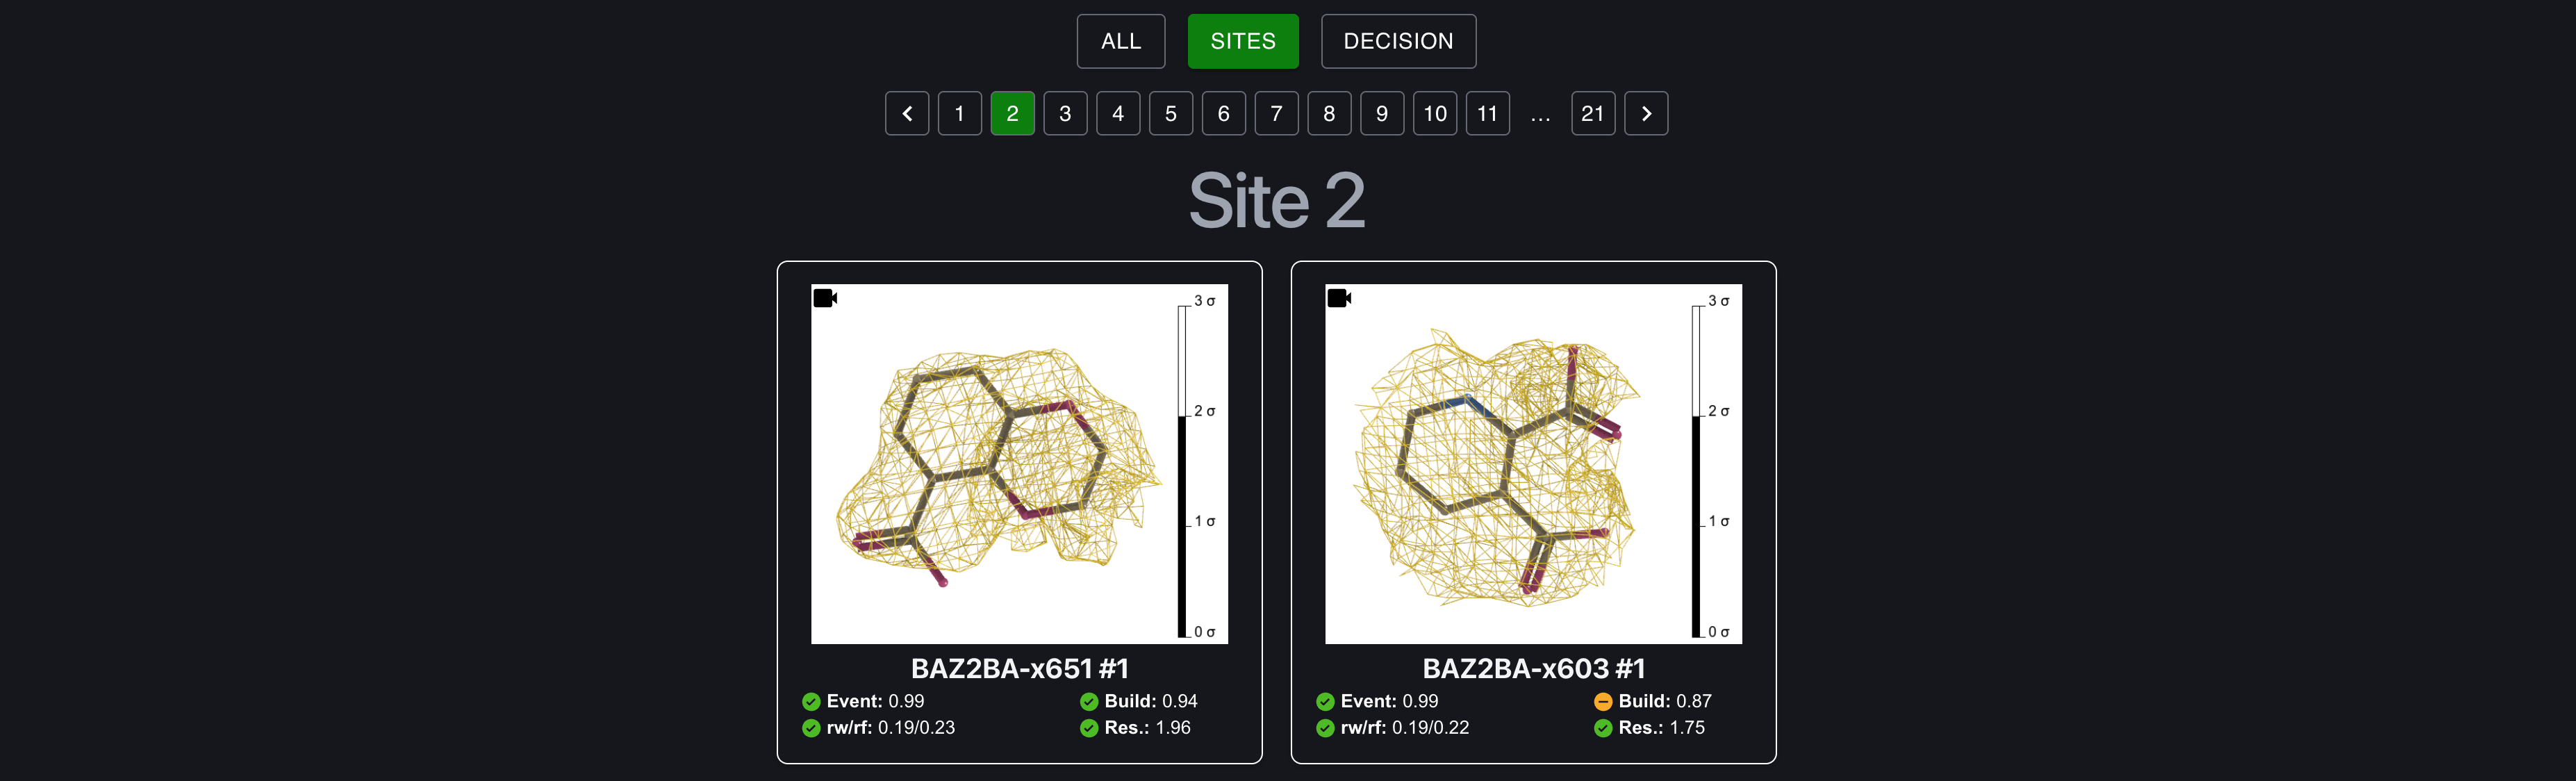 ALL SITES DECISION
1 2 3 4 5 6 7 8 9 10 11 ... 21
Site 2
3 σ
2 σ
1 σ
0 σ
BAZ2BA-x651 #1
Event: 0.99 Build: 0.94
rw/rf: 0.19/0.23 Res.: 1.96
3 σ
2 σ
1 σ
0 σ
BAZ2BA-x603 #1
Event: 0.99 Build: 0.87
rw/rf: 0.19/0.22 Res.: 1.75